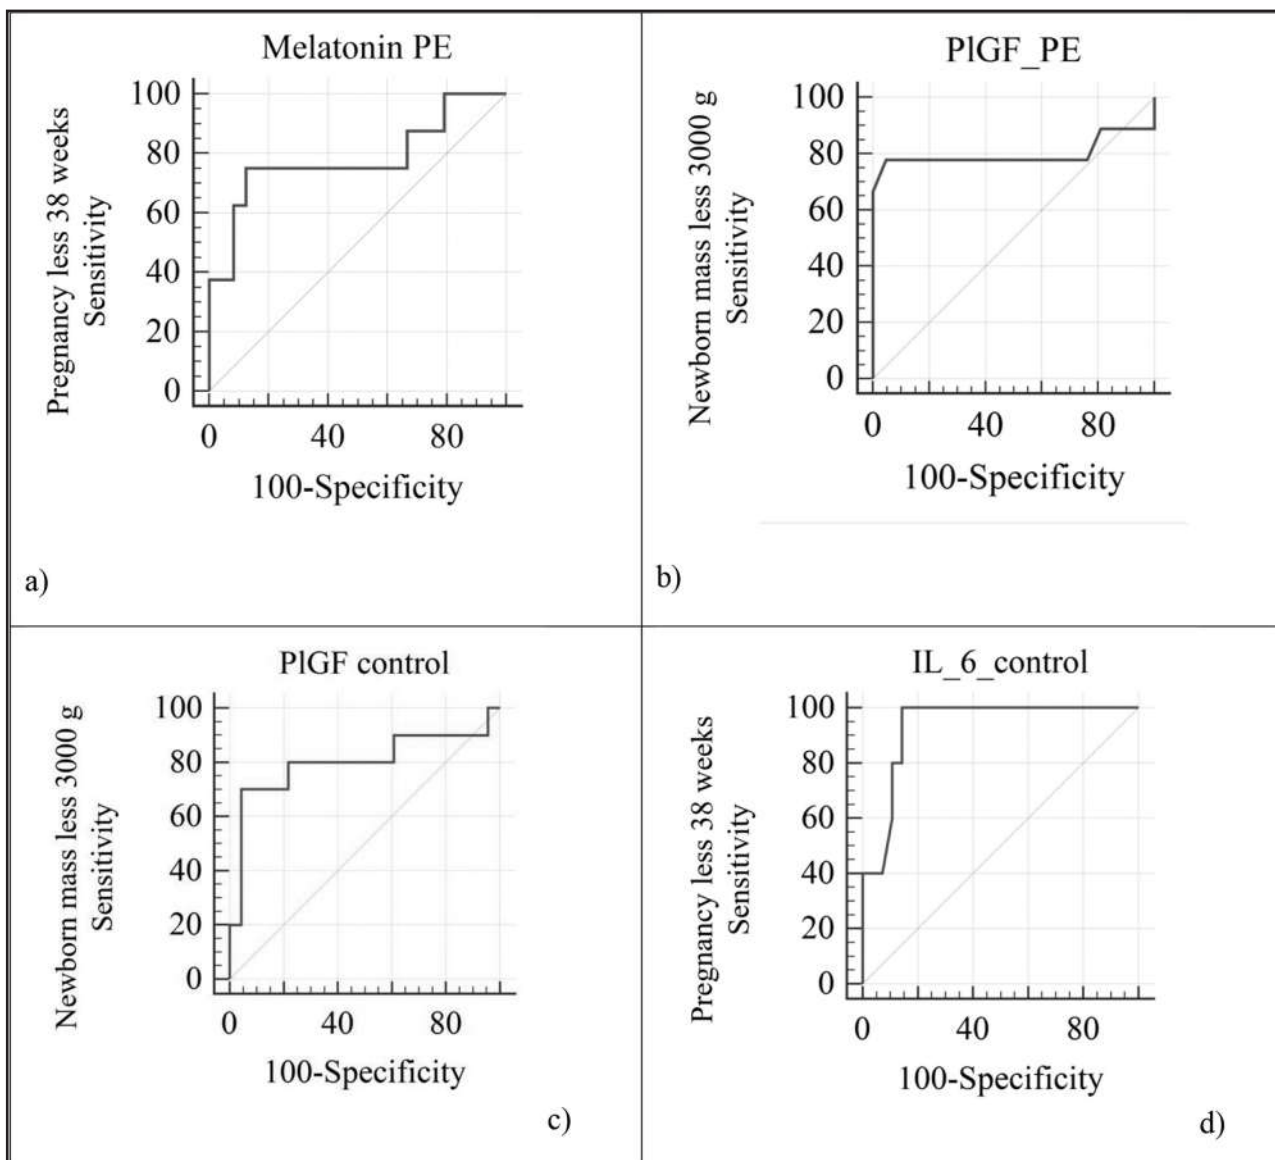 Melatonin PE
Pregnancy less 38 weeks
Sensitivity
100
80
60
40
20
0
0 40 80
100-Specificity
a)
PlGF_PE
Newborn mass less 3000 g
Sensitivity
100
80
60
40
20
0
0 40 80
100-Specificity
b)
PlGF control
Newborn mass less 3000 g
Sensitivity
100
80
60
40
20
0
0 40 80
100-Specificity
c)
IL_6_control
Pregnancy less 38 weeks
Sensitivity
100
80
60
40
20
0
0 40 80
100-Specificity
d)